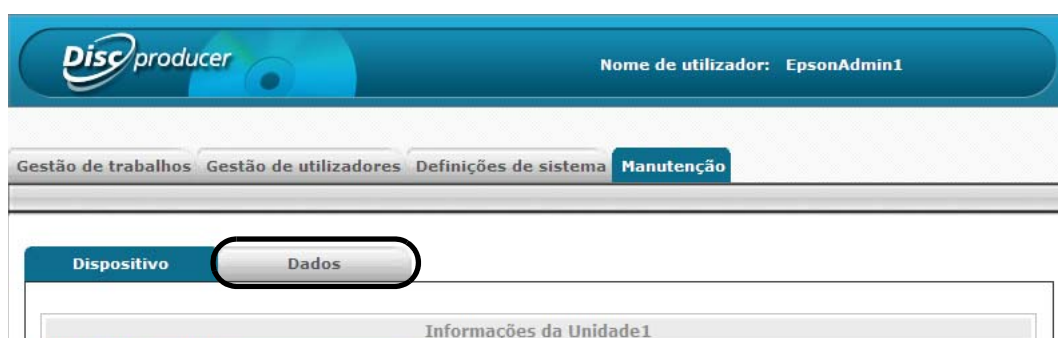 Disc producer
Nome de utilizador: EpsonAdmin1
Gestão de trabalhos Gestão de utilizadores Definições de sistema Manutenção
Dispositivo Dados
Informações da Unidade1